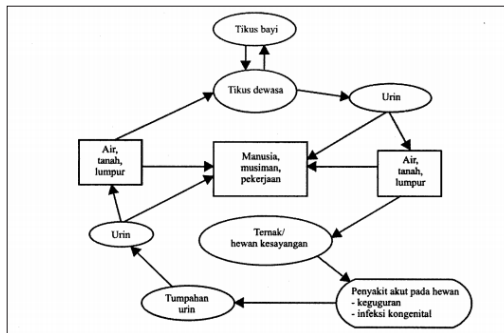 Tikus bayi
Tikus dewasa
Urin
Air,
tanah,
lumpur
Manusia,
musiman,
pekerjaan
Air,
tanah,
lumpur
Urin
Ternak/
hewan kesayangan
Tumpahan
urin
Penyakit akut pada hewan
- keguguran
- infeksi kongenital